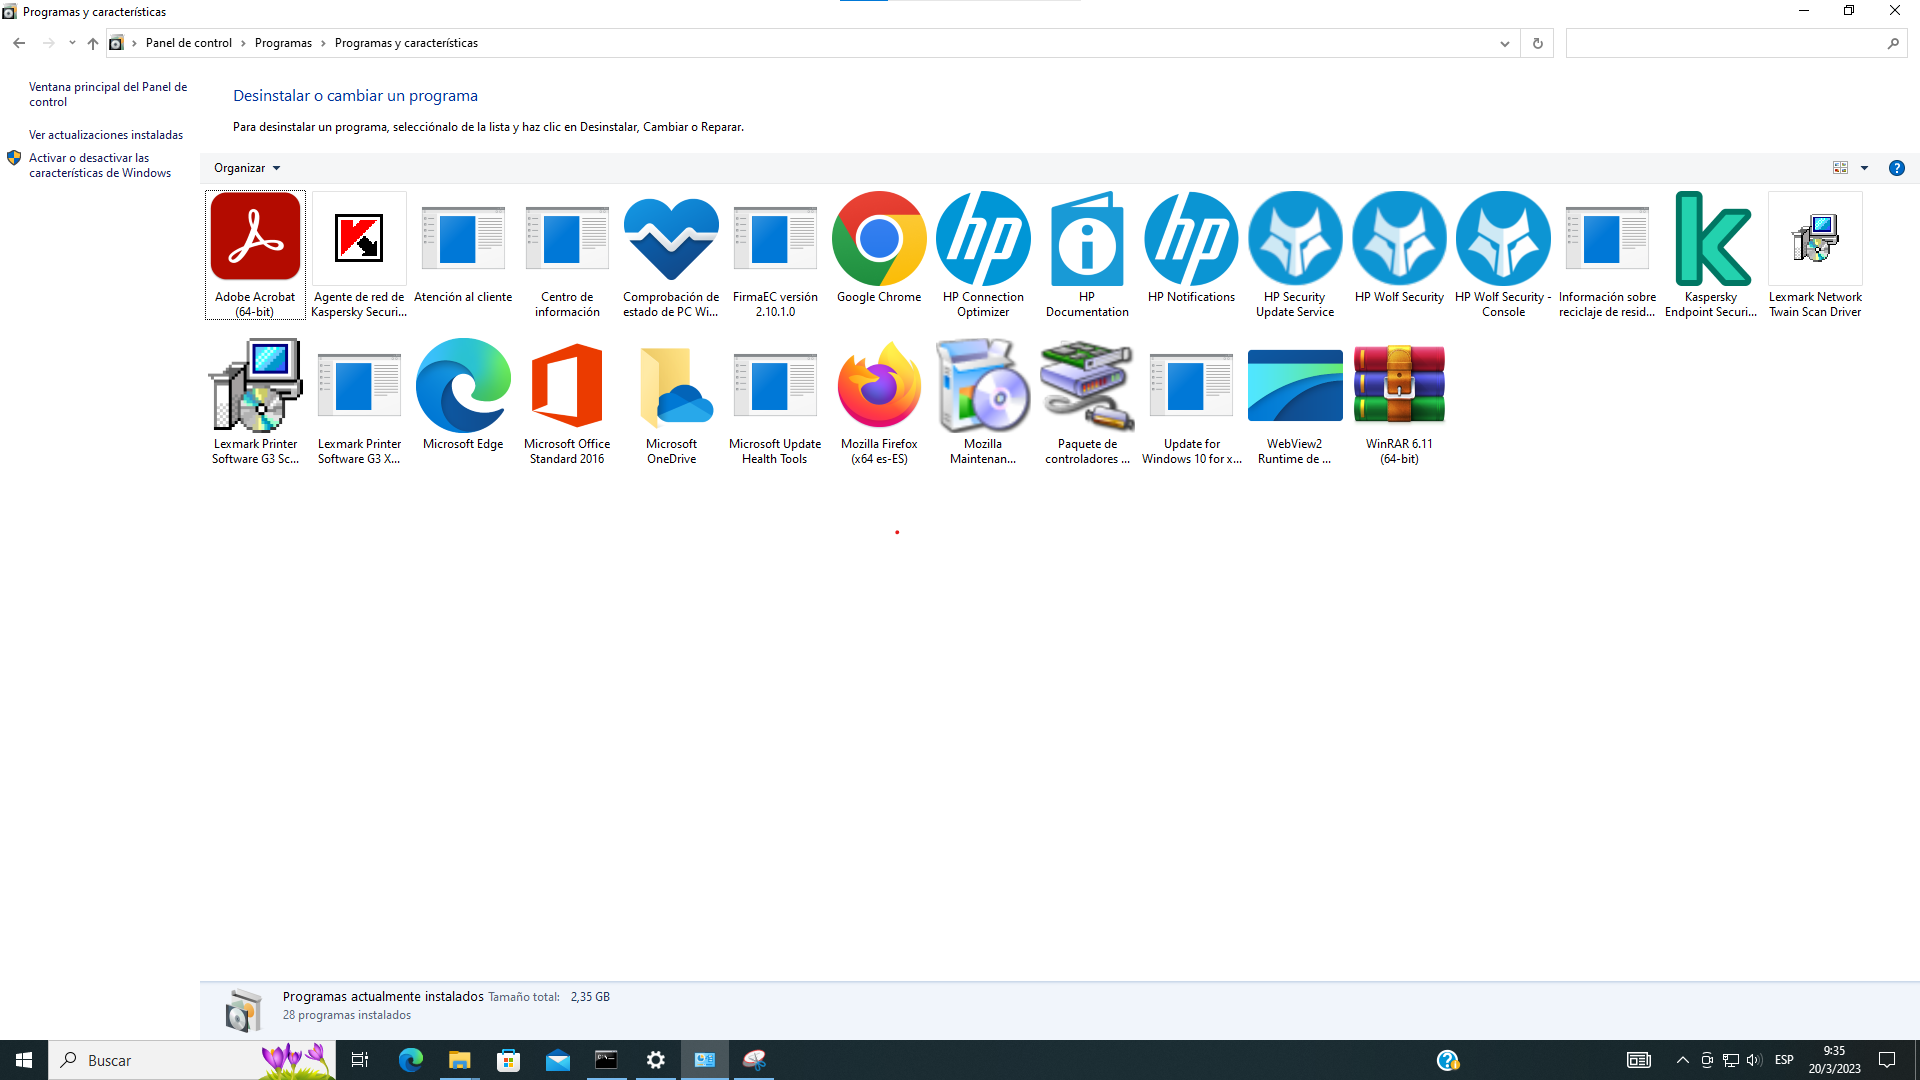 Programas y características
Panel de control > Programas > Programas y características
Ventana principal del Panel de
control
Ver actualizaciones instaladas
Activar o desactivar las
características de Windows
Desinstalar o cambiar un programa
Para desinstalar un programa, selecciónalo de la lista y haz clic en Desinstalar, Cambiar o Reparar.
Organizar
Adobe Acrobat
(64-bit)
Agente de red de
Kaspersky Securi...
Atención al cliente
Centro de
información
Comprobación de
estado de PC Wi...
FirmaEC versión
2.10.1.0
Google Chrome
HP Connection
Optimizer
HP
Documentation
HP Notifications
HP Security
Update Service
HP Wolf Security
HP Wolf Security -
Console
Información sobre
reciclaje de resid...
Kaspersky
Endpoint Securi...
Lexmark Network
Twain Scan Driver
Lexmark Printer
Software G3 Sc...
Lexmark Printer
Software G3 X...
Microsoft Edge
Microsoft Office
Standard 2016
Microsoft
OneDrive
Microsoft Update
Health Tools
Mozilla Firefox
(x64 es-ES)
Mozilla
Maintenan...
Paquete de
controladores ...
Update for
Windows 10 for x...
WebView2
Runtime de ...
WinRAR 6.11
(64-bit)
Programas actualmente instalados Tamaño total: 2,35 GB
28 programas instalados
Buscar
ESP
9:35
20/3/2023